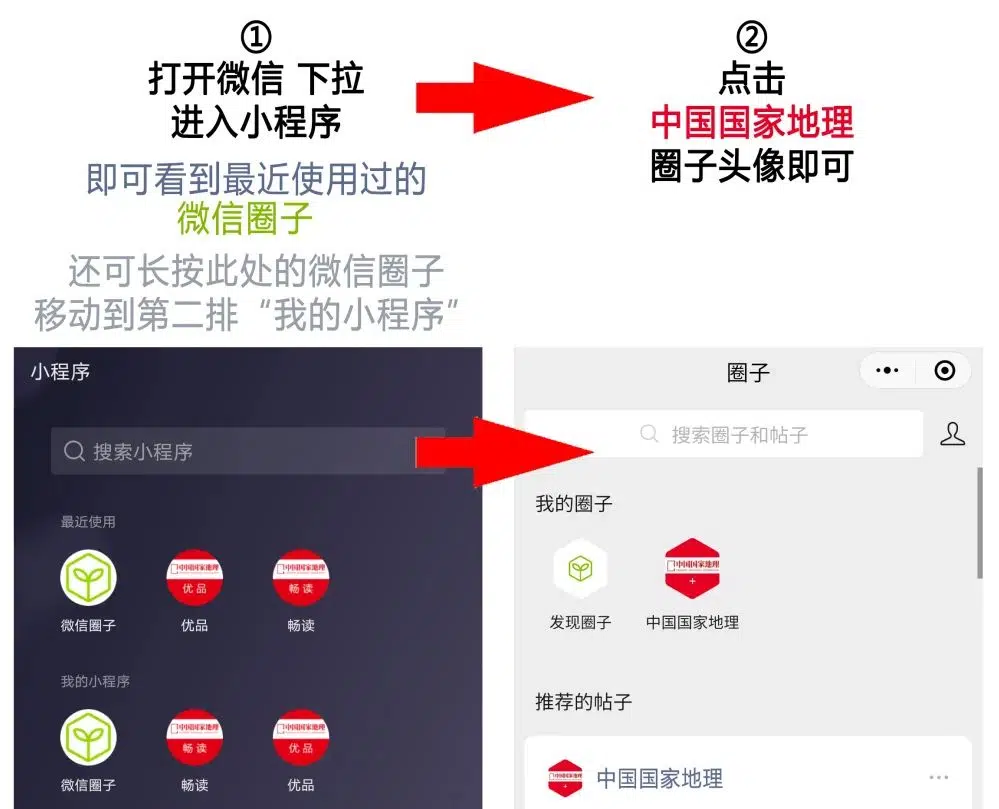 ①
打开微信 下拉
进入小程序
即可看到最近使用过的
微信圈子
还可长按此处的微信圈子
移动到第二排“我的小程序”
②
点击
中国国家地理
圈子头像即可
小程序
搜索小程序
最近使用
中国国家地理
优品
中国国家地理
畅读
微信圈子
优品
畅读
我的小程序
中国国家地理
畅读
中国国家地理
优品
微信圈子
畅读
优品
圈子
搜索圈子和帖子
我的圈子
中国国家地理
发现圈子
中国国家地理
推荐的帖子
中国国家地理
中国国家地理